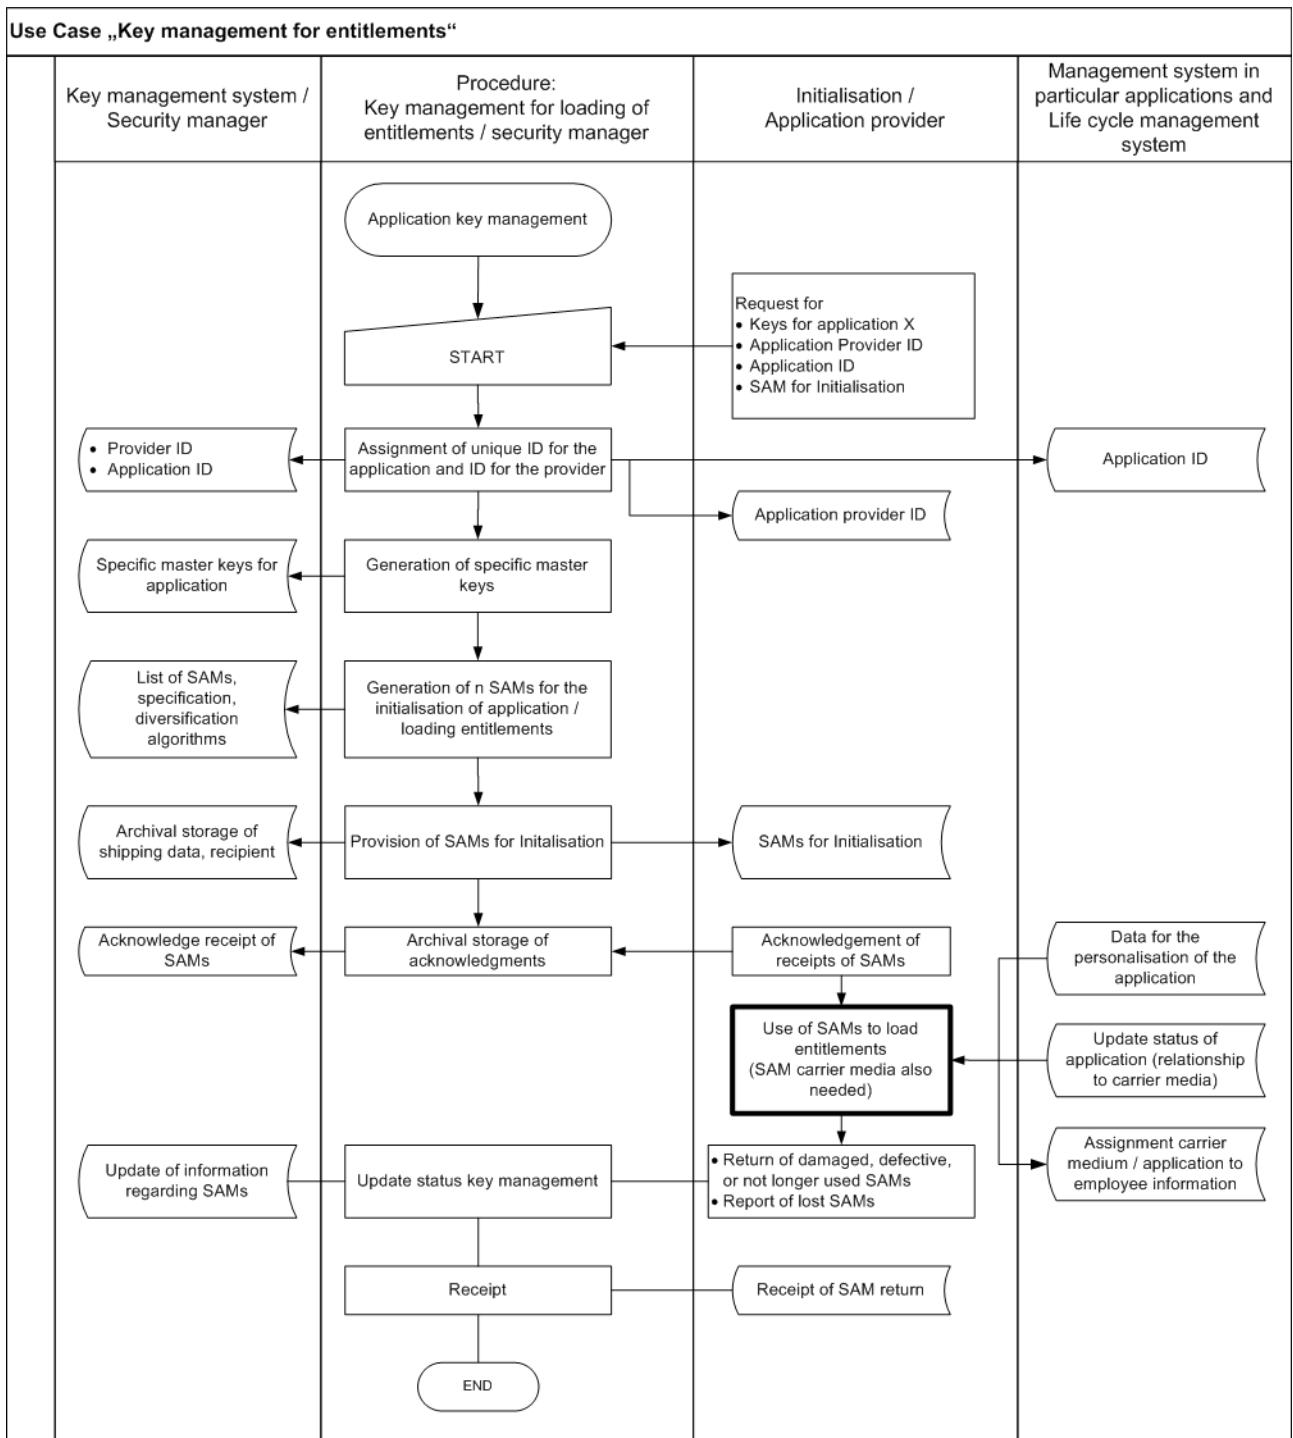 Use Case „Key management for entitlements“
Key management system /
Security manager
Procedure:
Key management for loading of
entitlements / security manager
Initialisation /
Application provider
Management system in
particular applications and
Life cycle management
system
Application key management
Request for
• Keys for application X
• Application Provider ID
• Application ID
• SAM for Initialisation
START
• Provider ID
• Application ID
Assignment of unique ID for the
application and ID for the provider
Application ID
Application provider ID
Specific master keys for
application
Generation of specific master
keys
List of SAMs,
specification,
diversification
algorithms
Generation of n SAMs for the
initialisation of application /
loading entitlements
Archival storage of
shipping data, recipient
Provision of SAMs for Initalisation
SAMs for Initialisation
Acknowledge receipt of
SAMs
Archival storage of
acknowledgments
Acknowledgement of
receipts of SAMs
Data for the
personalisation of the
application
Use of SAMs to load
entitlements
(SAM carrier media also
needed)
Update status of
application (relationship
to carrier media)
Update of information
regarding SAMs
Update status key management
• Return of damaged, defective,
or not longer used SAMs
• Report of lost SAMs
Assignment carrier
medium / application to
employee information
Receipt
Receipt of SAM return
END